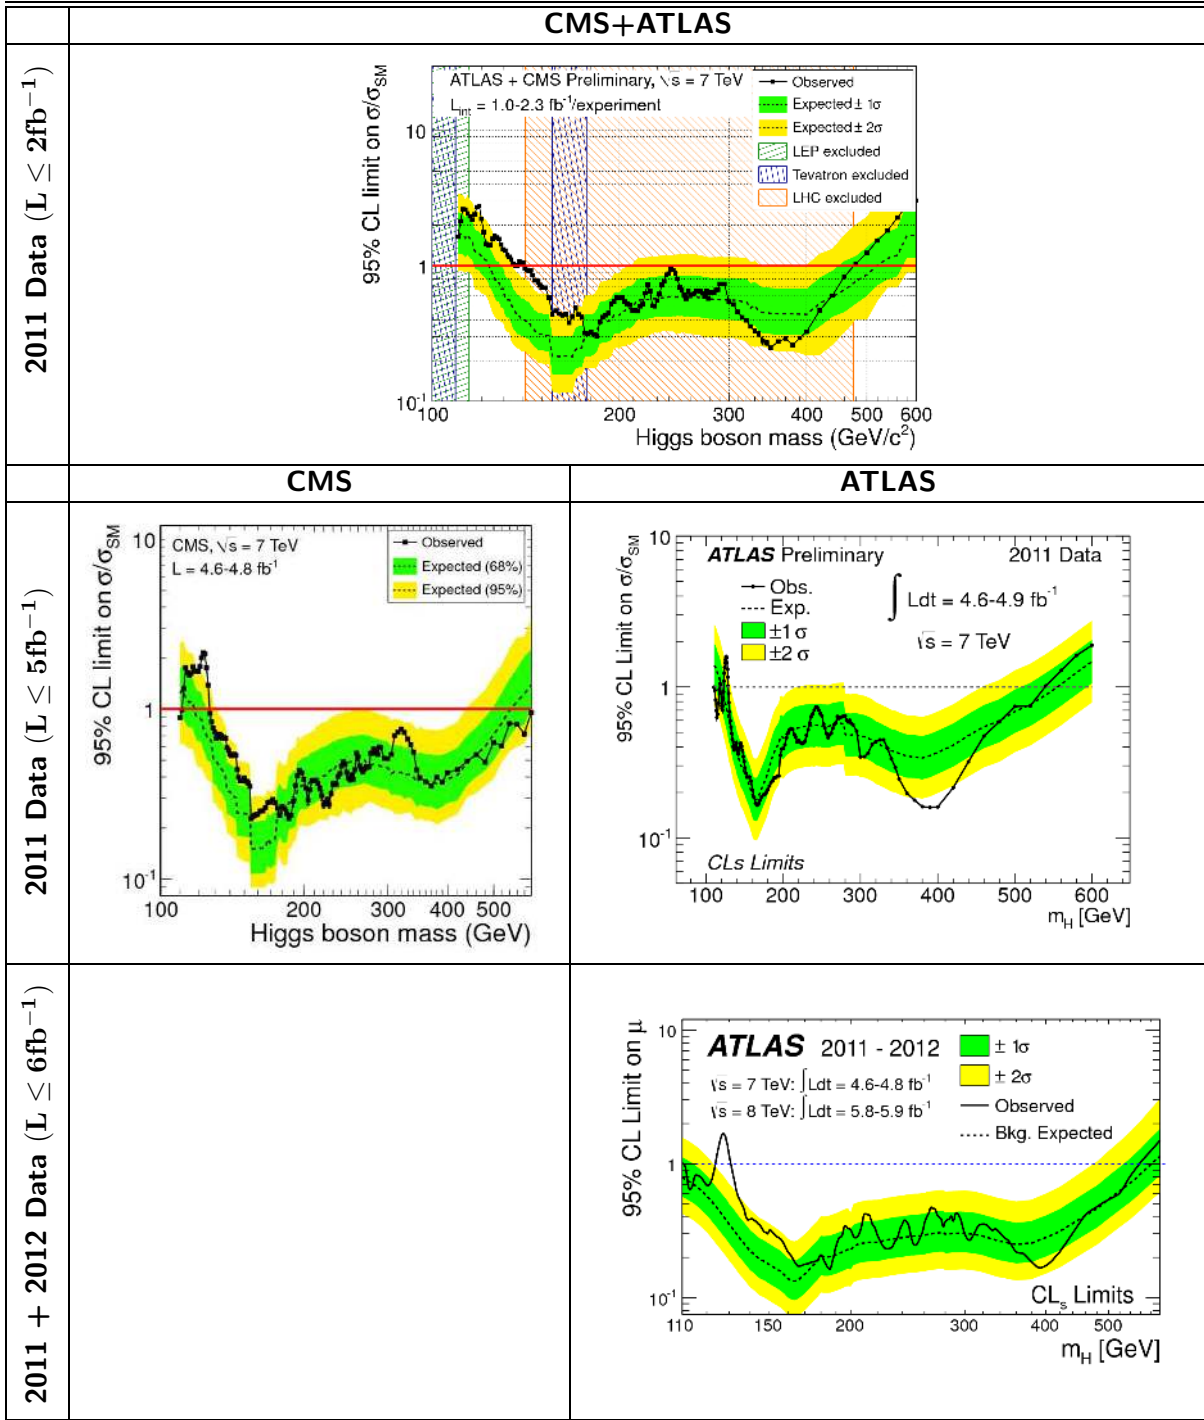 CMS+ATLAS
2011 Data (L ≤ 2fb⁻¹)
95% CL limit on σ/σ_SM
ATLAS + CMS Preliminary, √s = 7 TeV
L_int = 1.0-2.3 fb⁻¹/experiment
Observed
Expected ± 1σ
Expected ± 2σ
LEP excluded
Tevatron excluded
LHC excluded
10
1
10⁻¹
100 200 300 400 500 600
Higgs boson mass (GeV/c²)
CMS
ATLAS
2011 Data (L ≤ 5fb⁻¹)
95% CL limit on σ/σ_SM
CMS, √s = 7 TeV
L = 4.6-4.8 fb⁻¹
Observed
Expected (68%)
Expected (95%)
10
1
10⁻¹
100 200 300 400 500
Higgs boson mass (GeV)
95% CL Limit on σ/σ_SM
ATLAS Preliminary 2011 Data
Obs.
Exp.
±1 σ
±2 σ
∫ Ldt = 4.6-4.9 fb⁻¹
√s = 7 TeV
10
1
10⁻¹
CLs Limits
100 200 300 400 500 600
m_H [GeV]
2011 + 2012 Data (L ≤ 6fb⁻¹)
95% CL Limit on μ
ATLAS 2011 - 2012
√s = 7 TeV: ∫Ldt = 4.6-4.8 fb⁻¹
√s = 8 TeV: ∫Ldt = 5.8-5.9 fb⁻¹
± 1σ
± 2σ
Observed
Bkg. Expected
10
1
10⁻¹
CL_s Limits
110 150 200 300 400 500
m_H [GeV]